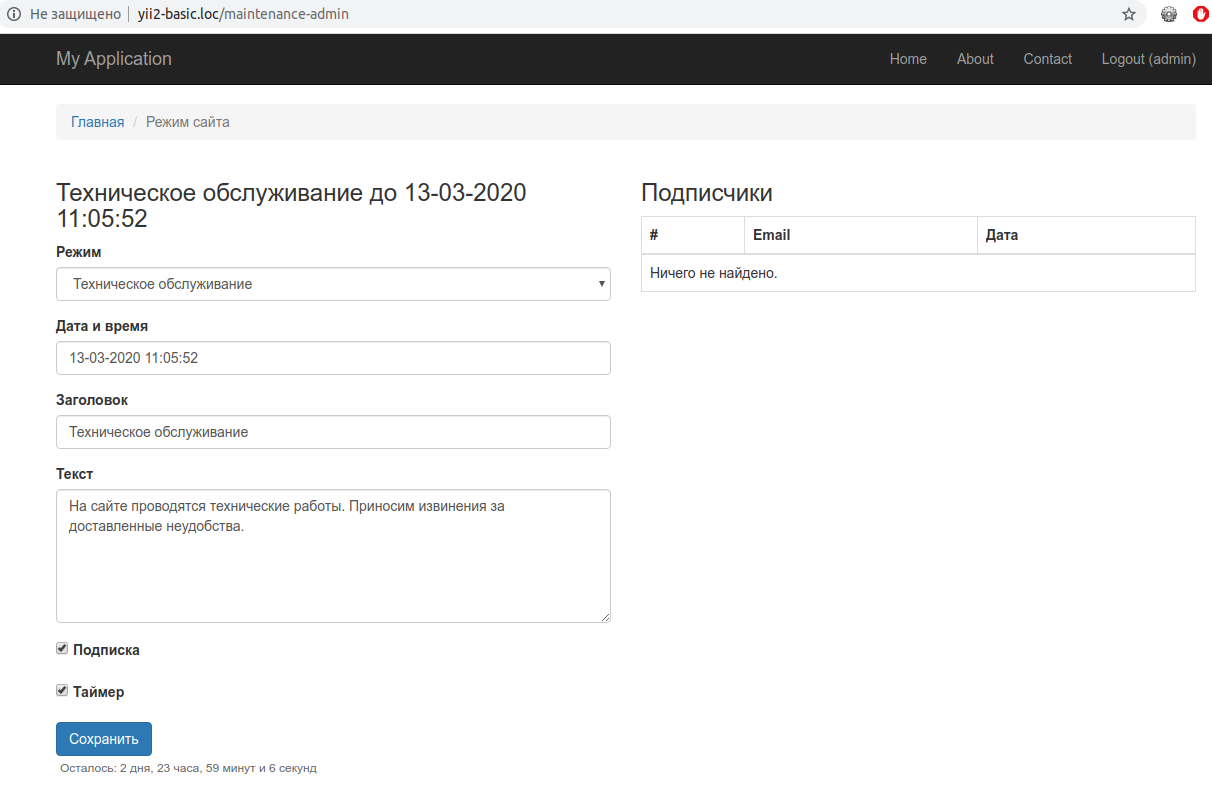 Не защищено yii2-basic.loc/maintenance-admin
My Application Home About Contact Logout (admin)
Главная / Режим сайта
Техническое обслуживание до 13-03-2020
11:05:52
Режим
Техническое обслуживание
Дата и время
13-03-2020 11:05:52
Заголовок
Техническое обслуживание
Текст
На сайте проводятся технические работы. Приносим извинения за
доставленные неудобства.
Подписка
Таймер
Сохранить
Осталось: 2 дня, 23 часа, 59 минут и 6 секунд
Подписчики
# Email Дата
Ничего не найдено.